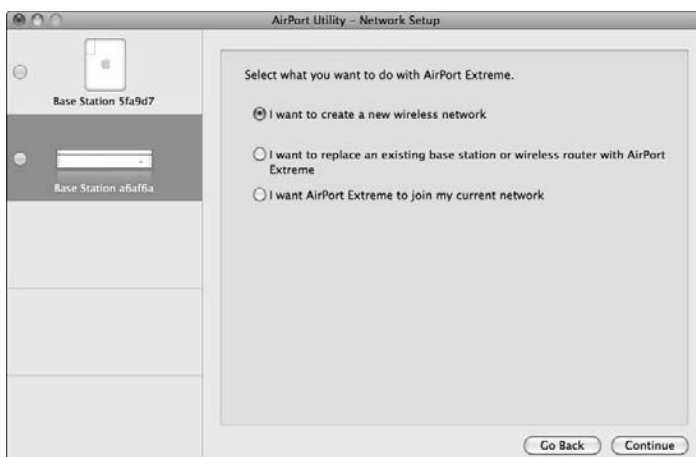 AirPort Utility – Network Setup
Base Station 5fa9d7
Base Station a6af6a
Select what you want to do with AirPort Extreme.
I want to create a new wireless network
I want to replace an existing base station or wireless router with AirPort
Extreme
I want AirPort Extreme to join my current network
Go Back
Continue